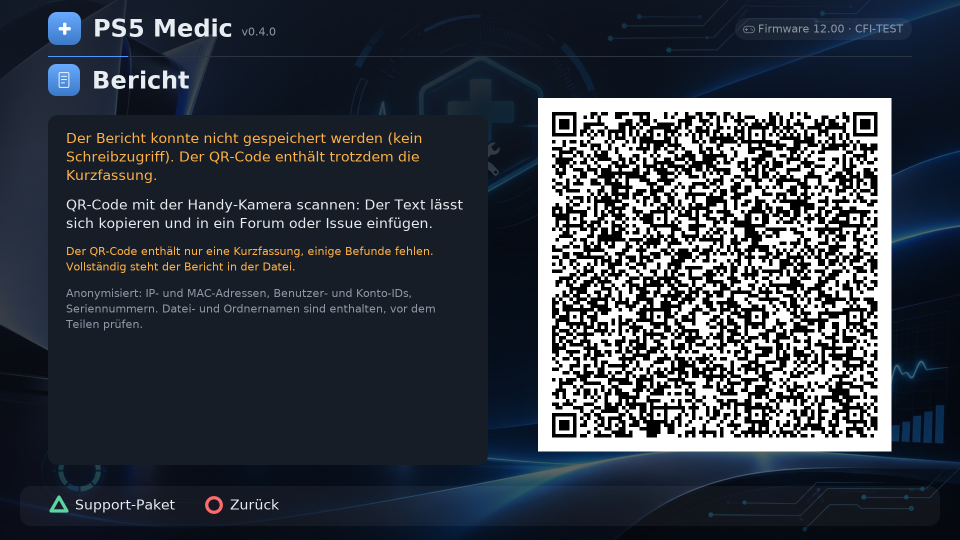 PS5 Medic v0.4.0
Firmware 12.00 · CFI-TEST
Bericht
Der Bericht konnte nicht gespeichert werden (kein
Schreibzugriff). Der QR-Code enthält trotzdem die
Kurzfassung.
QR-Code mit der Handy-Kamera scannen: Der Text lässt
sich kopieren und in ein Forum oder Issue einfügen.
Der QR-Code enthält nur eine Kurzfassung, einige Befunde fehlen.
Vollständig steht der Bericht in der Datei.
Anonymisiert: IP- und MAC-Adressen, Benutzer- und Konto-IDs,
Seriennummern. Datei- und Ordnernamen sind enthalten, vor dem
Teilen prüfen.
Support-Paket
Zurück